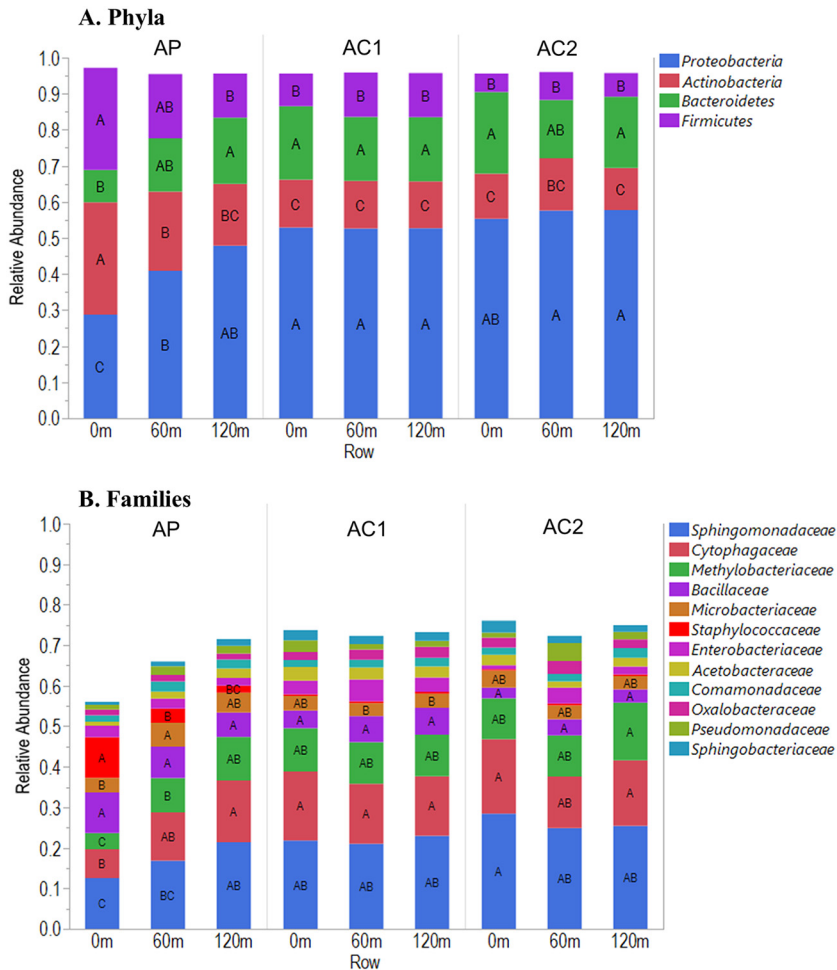 A. Phyla
AP AC1 AC2
Relative Abundance
1.0
0.9
0.8
0.7
0.6
0.5
0.4
0.3
0.2
0.1
0.0
A AB B B B B B B B
B AB A A A A A AB A
A B BC C C C C BC C
C B AB A A A AB A A
0m 60m 120m 0m 60m 120m 0m 60m 120m
Row
Proteobacteria
Actinobacteria
Bacteroidetes
Firmicutes
B. Families
AP AC1 AC2
Relative Abundance
1.0
0.9
0.8
0.7
0.6
0.5
0.4
0.3
0.2
0.1
0.0
A B BC
B A AB AB B B AB AB AB
A A A A A A A A A
C B AB AB AB AB AB AB A
B AB A A A A A A A
C BC AB AB AB AB A AB AB
0m 60m 120m 0m 60m 120m 0m 60m 120m
Row
Sphingomonadaceae
Cytophagaceae
Methylobacteriaceae
Bacillaceae
Microbacteriaceae
Staphylococcaceae
Enterobacteriaceae
Acetobacteraceae
Comamonadaceae
Oxalobacteraceae
Pseudomonadaceae
Sphingobacteriaceae